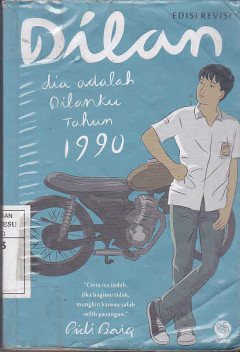 EDISI REVISI
Dilan
dia adalah
Dilanku
tahun
1990
"Cinta itu indah.
Jika bagimu tidak,
mungkin karena salah
milih pasangan."
Pidi Baiq